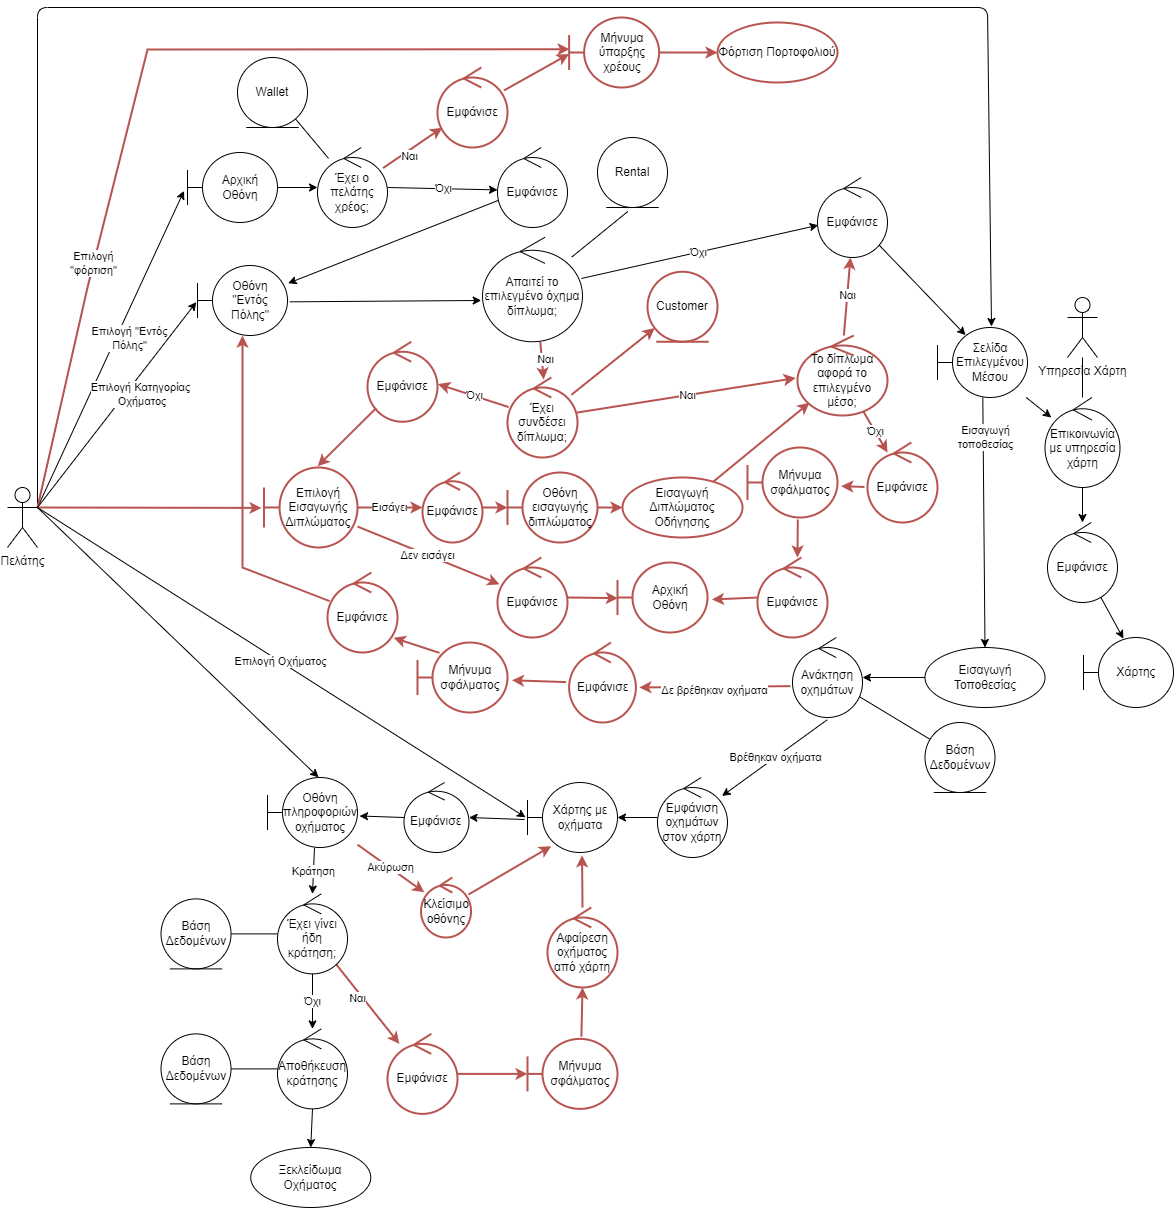 Μήνυμα
ύπαρξης
χρέους
Φόρτιση Πορτοφολιού
Wallet
Εμφάνισε
Ναι
Αρχική
Οθόνη
Έχει ο
πελάτης
χρέος;
Όχι
Εμφάνισε
Rental
Εμφάνισε
Όχι
Επιλογή
"φόρτιση"
Οθόνη
"Εντός
Πόλης"
Απαιτεί το
επιλεγμένο όχημα
δίπλωμα;
Customer
Ναι
Επιλογή "Εντός
Πόλης"
Ναι
Σελίδα
Επιλεγμένου
Μέσου
Υπηρεσία Χάρτη
Επιλογή Κατηγορίας
Οχήματος
Εμφάνισε
Όχι
Έχει
συνδέσει
δίπλωμα;
Ναι
Το δίπλωμα
αφορά το
επιλεγμένο
μέσο;
Όχι
Εισαγωγή
τοποθεσίας
Επικοινωνία
με υπηρεσία
χάρτη
Πελάτης
Επιλογή
Εισαγωγής
Διπλώματος
Εισάγει
Εμφάνισε
Οθόνη
εισαγωγής
διπλώματος
Εισαγωγή
Διπλώματος
Οδήγησης
Μήνυμα
σφάλματος
Εμφάνισε
Δεν εισάγει
Εμφάνισε
Εμφάνισε
Αρχική
Οθόνη
Εμφάνισε
Εμφάνισε
Επιλογή Οχήματος
Μήνυμα
σφάλματος
Εμφάνισε
Δε βρέθηκαν οχήματα
Ανάκτηση
οχημάτων
Εισαγωγή
Τοποθεσίας
Χάρτης
Βρέθηκαν οχήματα
Βάση
Δεδομένων
Οθόνη
πληροφοριών
οχήματος
Εμφάνισε
Χάρτης με
οχήματα
Εμφάνιση
οχημάτων
στον χάρτη
Κράτηση
Ακύρωση
Κλείσιμο
οθόνης
Βάση
Δεδομένων
Έχει γίνει
ήδη
κράτηση;
Αφαίρεση
οχήματος
από χάρτη
Όχι
Ναι
Βάση
Δεδομένων
Αποθήκευση
κράτησης
Εμφάνισε
Μήνυμα
σφάλματος
Ξεκλείδωμα
Οχήματος